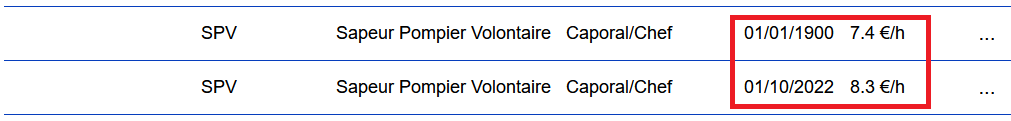 SPV Sapeur Pompier Volontaire Caporal/Chef 01/01/1900 7.4 €/h ...
SPV Sapeur Pompier Volontaire Caporal/Chef 01/10/2022 8.3 €/h ...